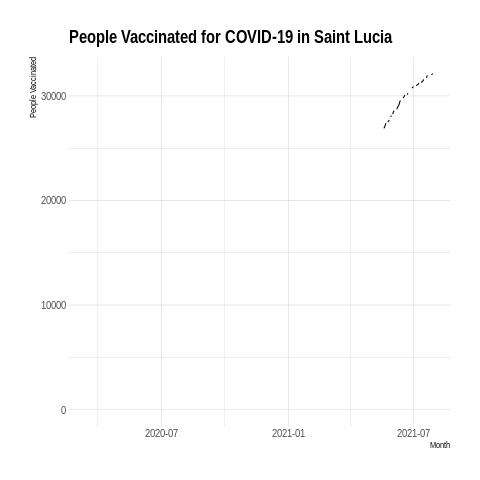 People Vaccinated for COVID-19 in Saint Lucia
People Vaccinated
30000
20000
10000
0
2020-07
2021-01
2021-07
Month